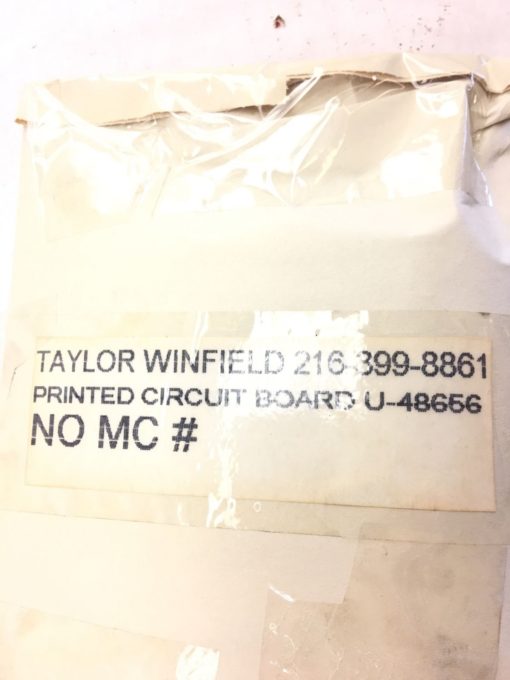 TAYLOR WINFIELD 216-399-8861
PRINTED CIRCUIT BOARD U-48656
NO MC #